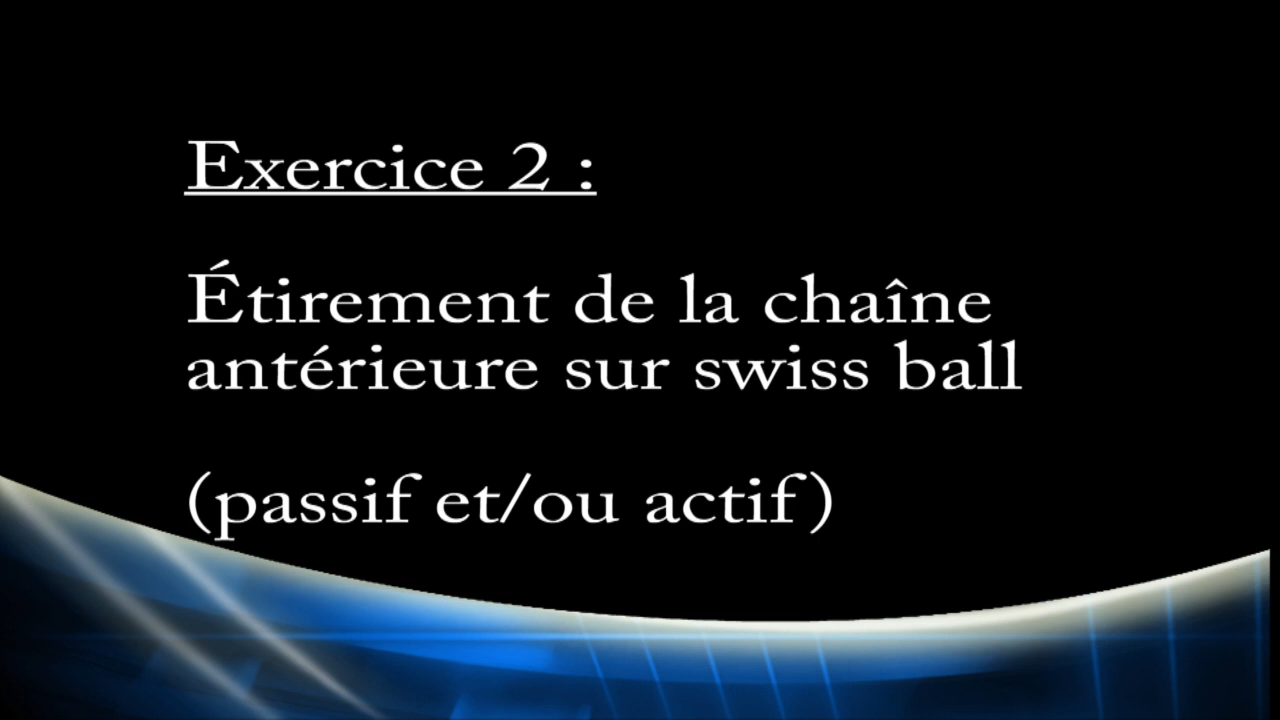 Exercice 2 :
Étirement de la chaîne
antérieure sur swiss ball
(passif et/ou actif)